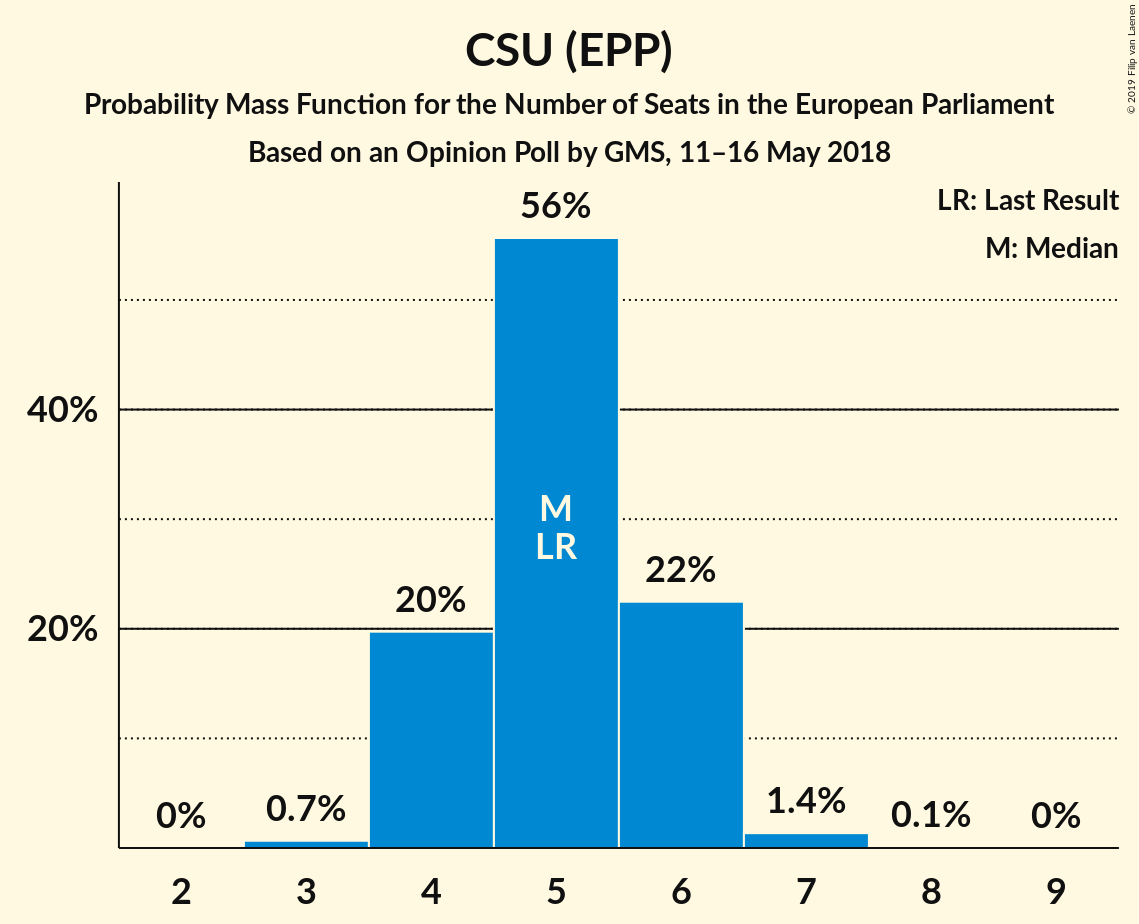 CSU (EPP)
Probability Mass Function for the Number of Seats in the European Parliament
Based on an Opinion Poll by GMS, 11–16 May 2018
© 2019 Filip van Laenen
LR: Last Result
M: Median
56%
40%
M
LR
22%
20%
20%
0%
0.7%
1.4%
0.1%
0%
2 3 4 5 6 7 8 9